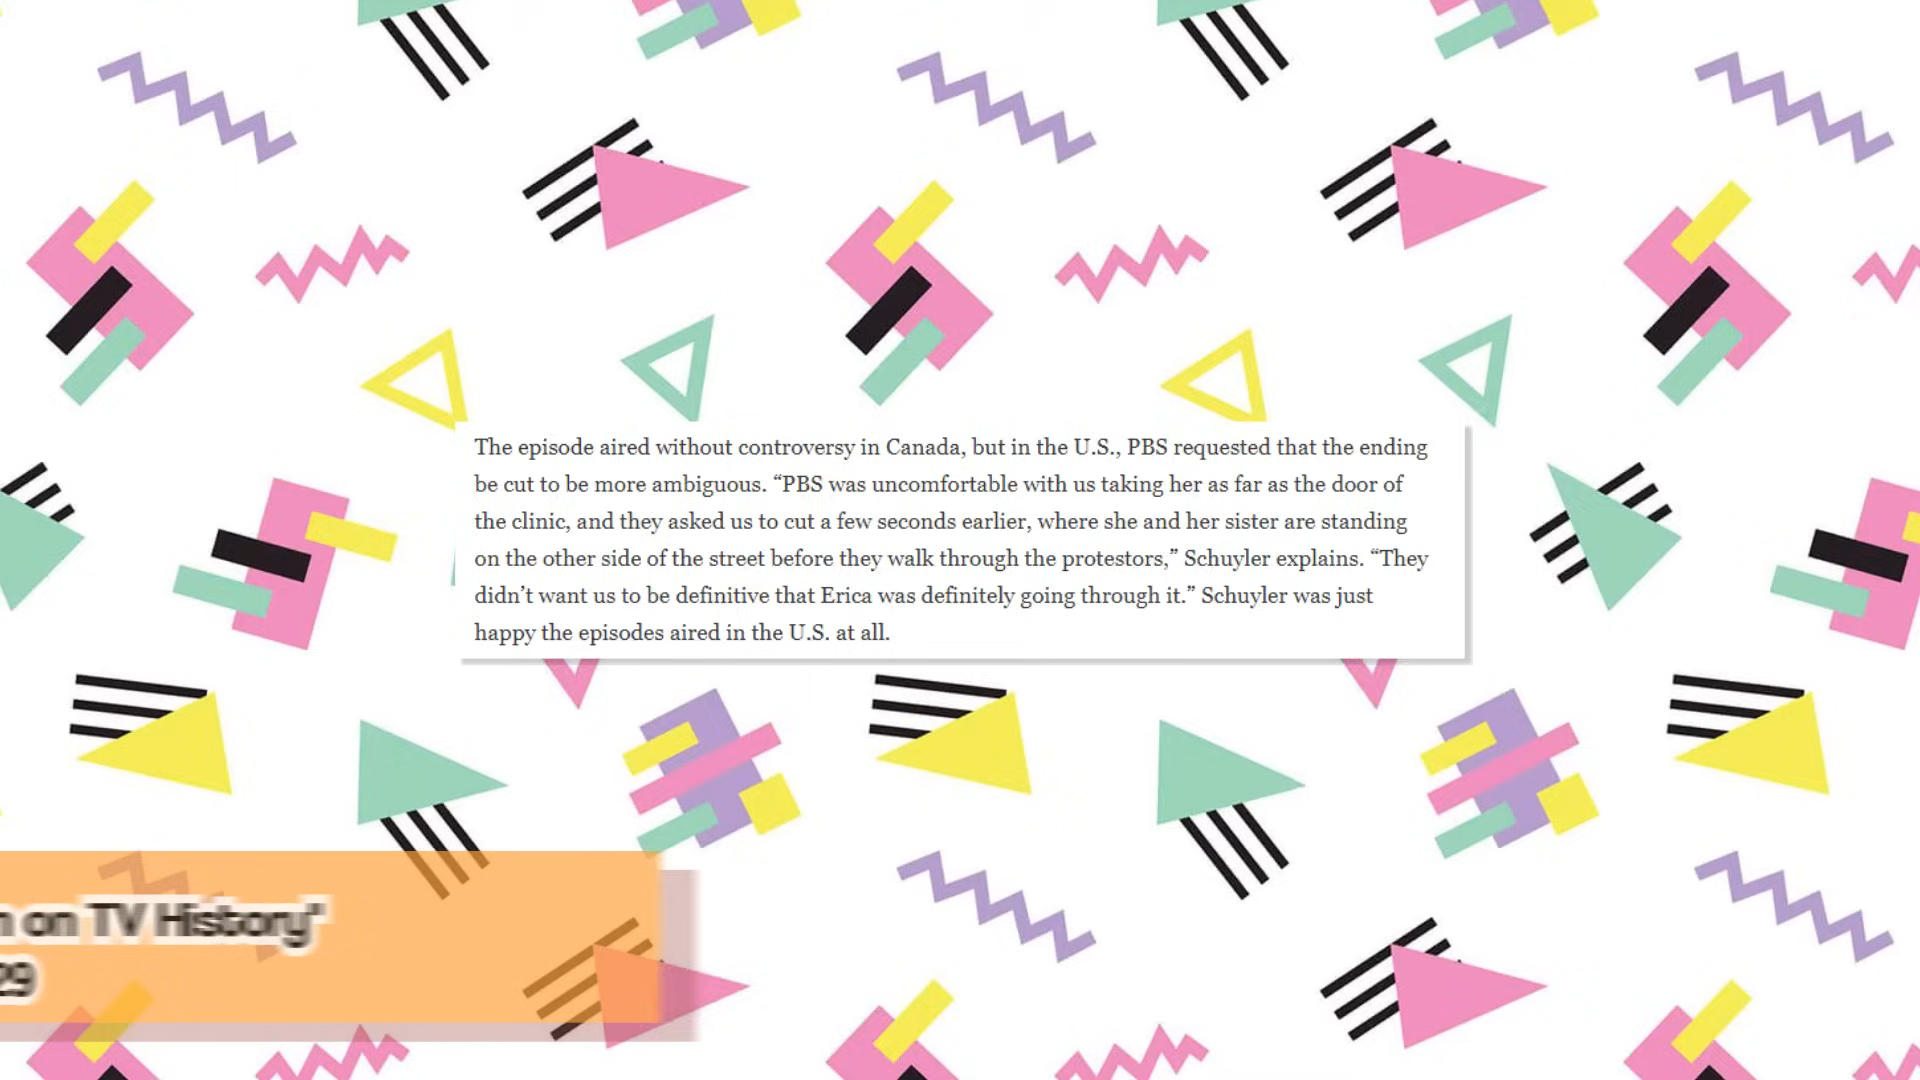 The episode aired without controversy in Canada, but in the U.S., PBS requested that the ending
be cut to be more ambiguous. “PBS was uncomfortable with us taking her as far as the door of
the clinic, and they asked us to cut a few seconds earlier, where she and her sister are standing
on the other side of the street before they walk through the protestors,” Schuyler explains. “They
didn’t want us to be definitive that Erica was definitely going through it.” Schuyler was just
happy the episodes aired in the U.S. at all.
on TV History"
29